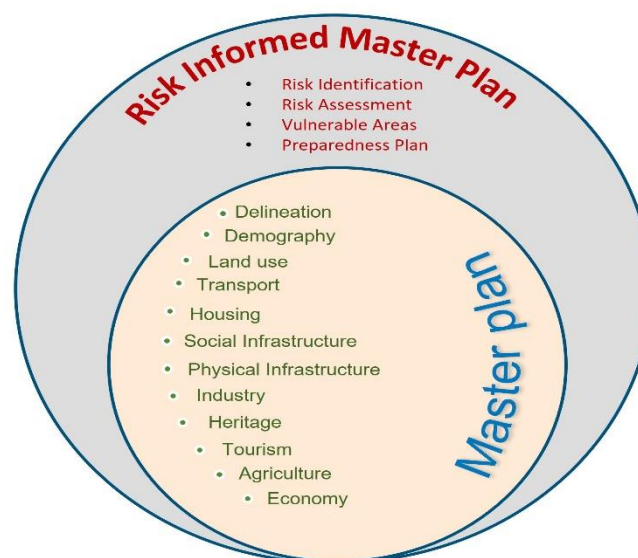 Risk Informed Master Plan
• Risk Identification
• Risk Assessment
• Vulnerable Areas
• Preparedness Plan
• Delineation
• Demography
• Land use
• Transport
• Housing
• Social Infrastructure
• Physical Infrastructure
• Industry
• Heritage
• Tourism
• Agriculture
• Economy
Master plan